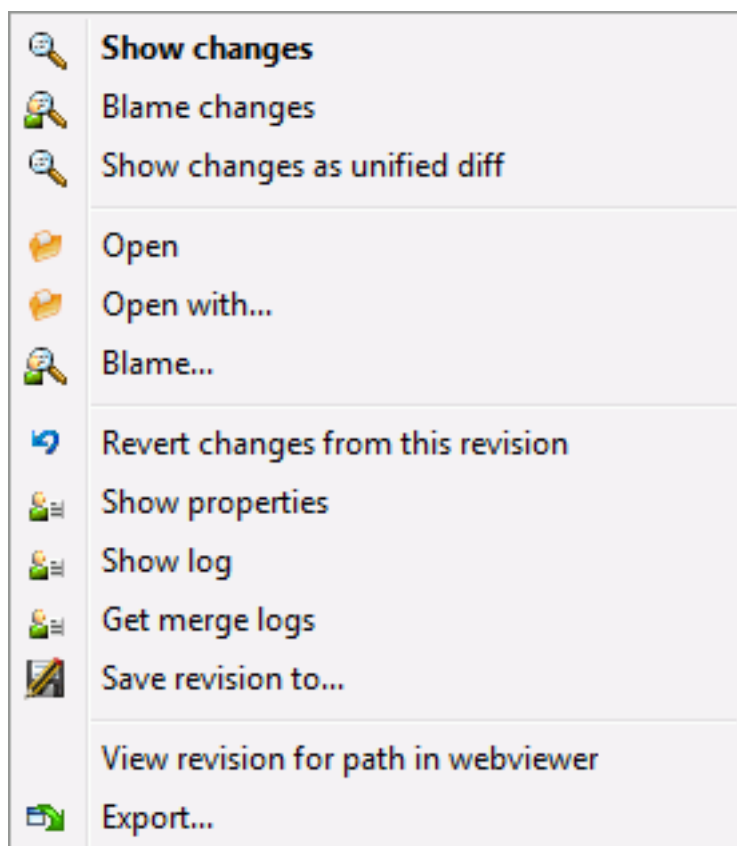 Show changes
Blame changes
Show changes as unified diff
Open
Open with...
Blame...
Revert changes from this revision
Show properties
Show log
Get merge logs
Save revision to...
View revision for path in webviewer
Export...